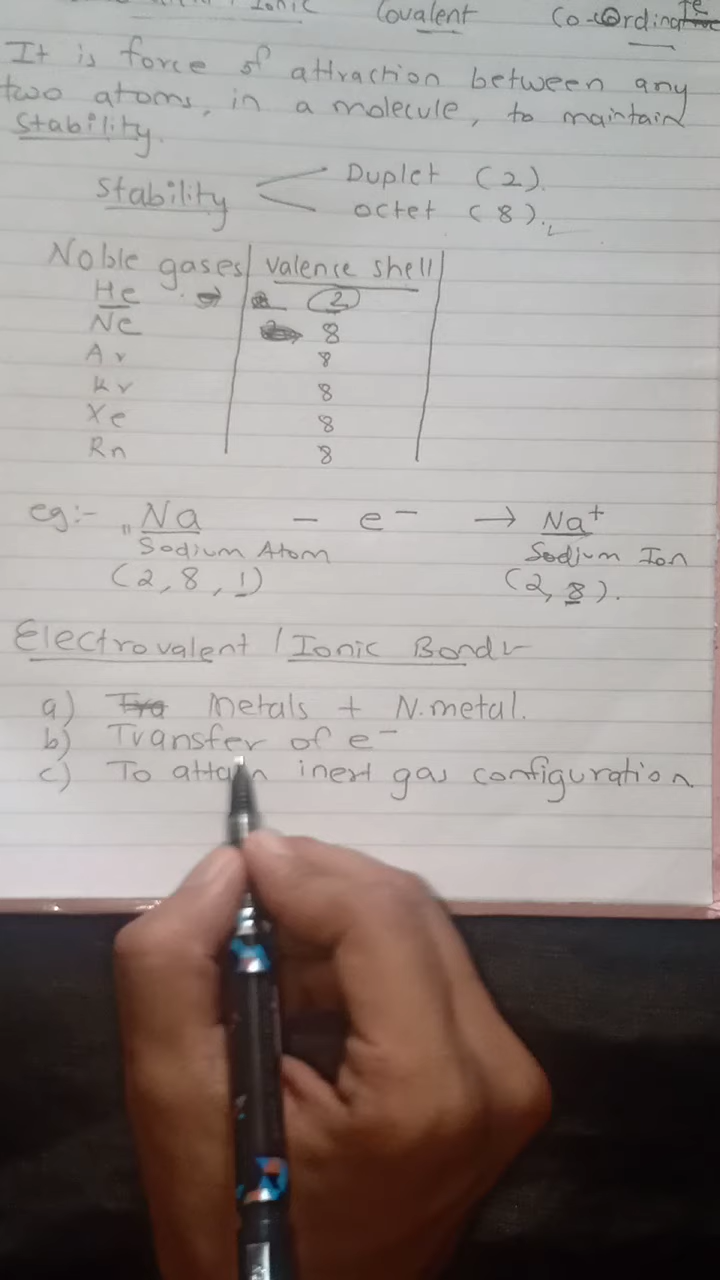 Ionic Covalent Co-Ordinate
It is force of attraction between any
two atoms, in a molecule, to maintain
Stability.
Stability Duplet (2).
octet (8).
Noble gases valence shell
He → 2
Ne 8
Ar 8
Kr 8
Xe 8
Rn 8
eg:- "Na - e⁻ → Na⁺
Sodium Atom Sodium Ion
(2, 8, 1) (2, 8).
Electrovalent / Ionic Bond
a) Metals + N.metal.
b) Transfer of e⁻
c) To attain inert gas configuration